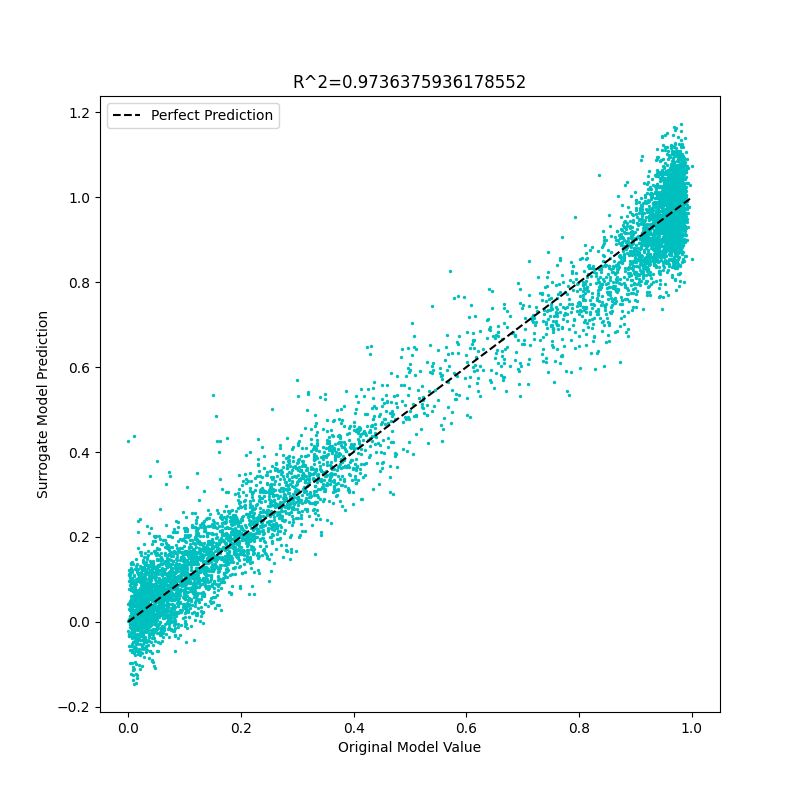 R^2=0.9736375936178552
Perfect Prediction
1.2
1.0
0.8
0.6
0.4
0.2
0.0
−0.2
0.0 0.2 0.4 0.6 0.8 1.0
Original Model Value
Surrogate Model Prediction